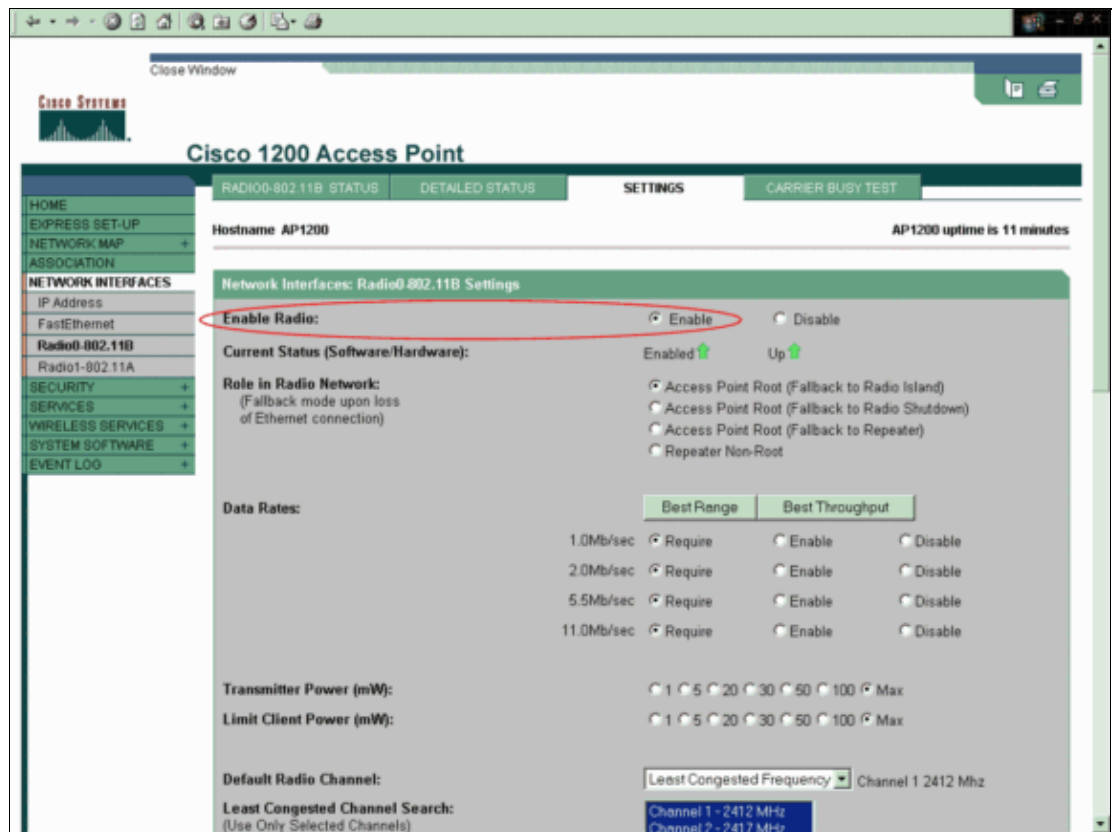 Close Window
CISCO SYSTEMS
Cisco 1200 Access Point
RADIO0-802.11B STATUS DETAILED STATUS SETTINGS CARRIER BUSY TEST
HOME
EXPRESS SET-UP
NETWORK MAP +
ASSOCIATION
NETWORK INTERFACES
IP Address
FastEthernet
Radio0-802.11B
Radio1-802.11A
SECURITY +
SERVICES +
WIRELESS SERVICES +
SYSTEM SOFTWARE +
EVENT LOG +
Hostname AP1200 AP1200 uptime is 11 minutes
Network Interfaces: Radio0-802.11B Settings
Enable Radio: Enable Disable
Current Status (Software/Hardware): Enabled Up
Role in Radio Network:
(Fallback mode upon loss
of Ethernet connection)
Access Point Root (Fallback to Radio Island)
Access Point Root (Fallback to Radio Shutdown)
Access Point Root (Fallback to Repeater)
Repeater Non-Root
Data Rates: Best Range Best Throughput
1.0Mb/sec Require Enable Disable
2.0Mb/sec Require Enable Disable
5.5Mb/sec Require Enable Disable
11.0Mb/sec Require Enable Disable
Transmitter Power (mW): 1 5 20 30 50 100 Max
Limit Client Power (mW): 1 5 20 30 50 100 Max
Default Radio Channel: Least Congested Frequency Channel 1 2412 Mhz
Least Congested Channel Search:
(Use Only Selected Channels)
Channel 1 - 2412 MHz
Channel 2 - 2417 MHz